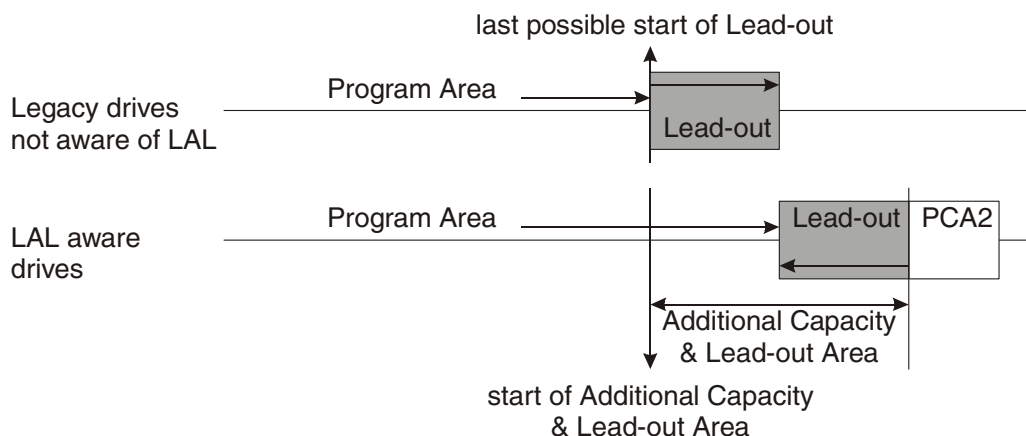 last possible start of Lead-out
Program Area
Legacy drives
not aware of LAL
Lead-out
Program Area
Lead-out
PCA2
LAL aware
drives
Additional Capacity
& Lead-out Area
start of Additional Capacity
& Lead-out Area